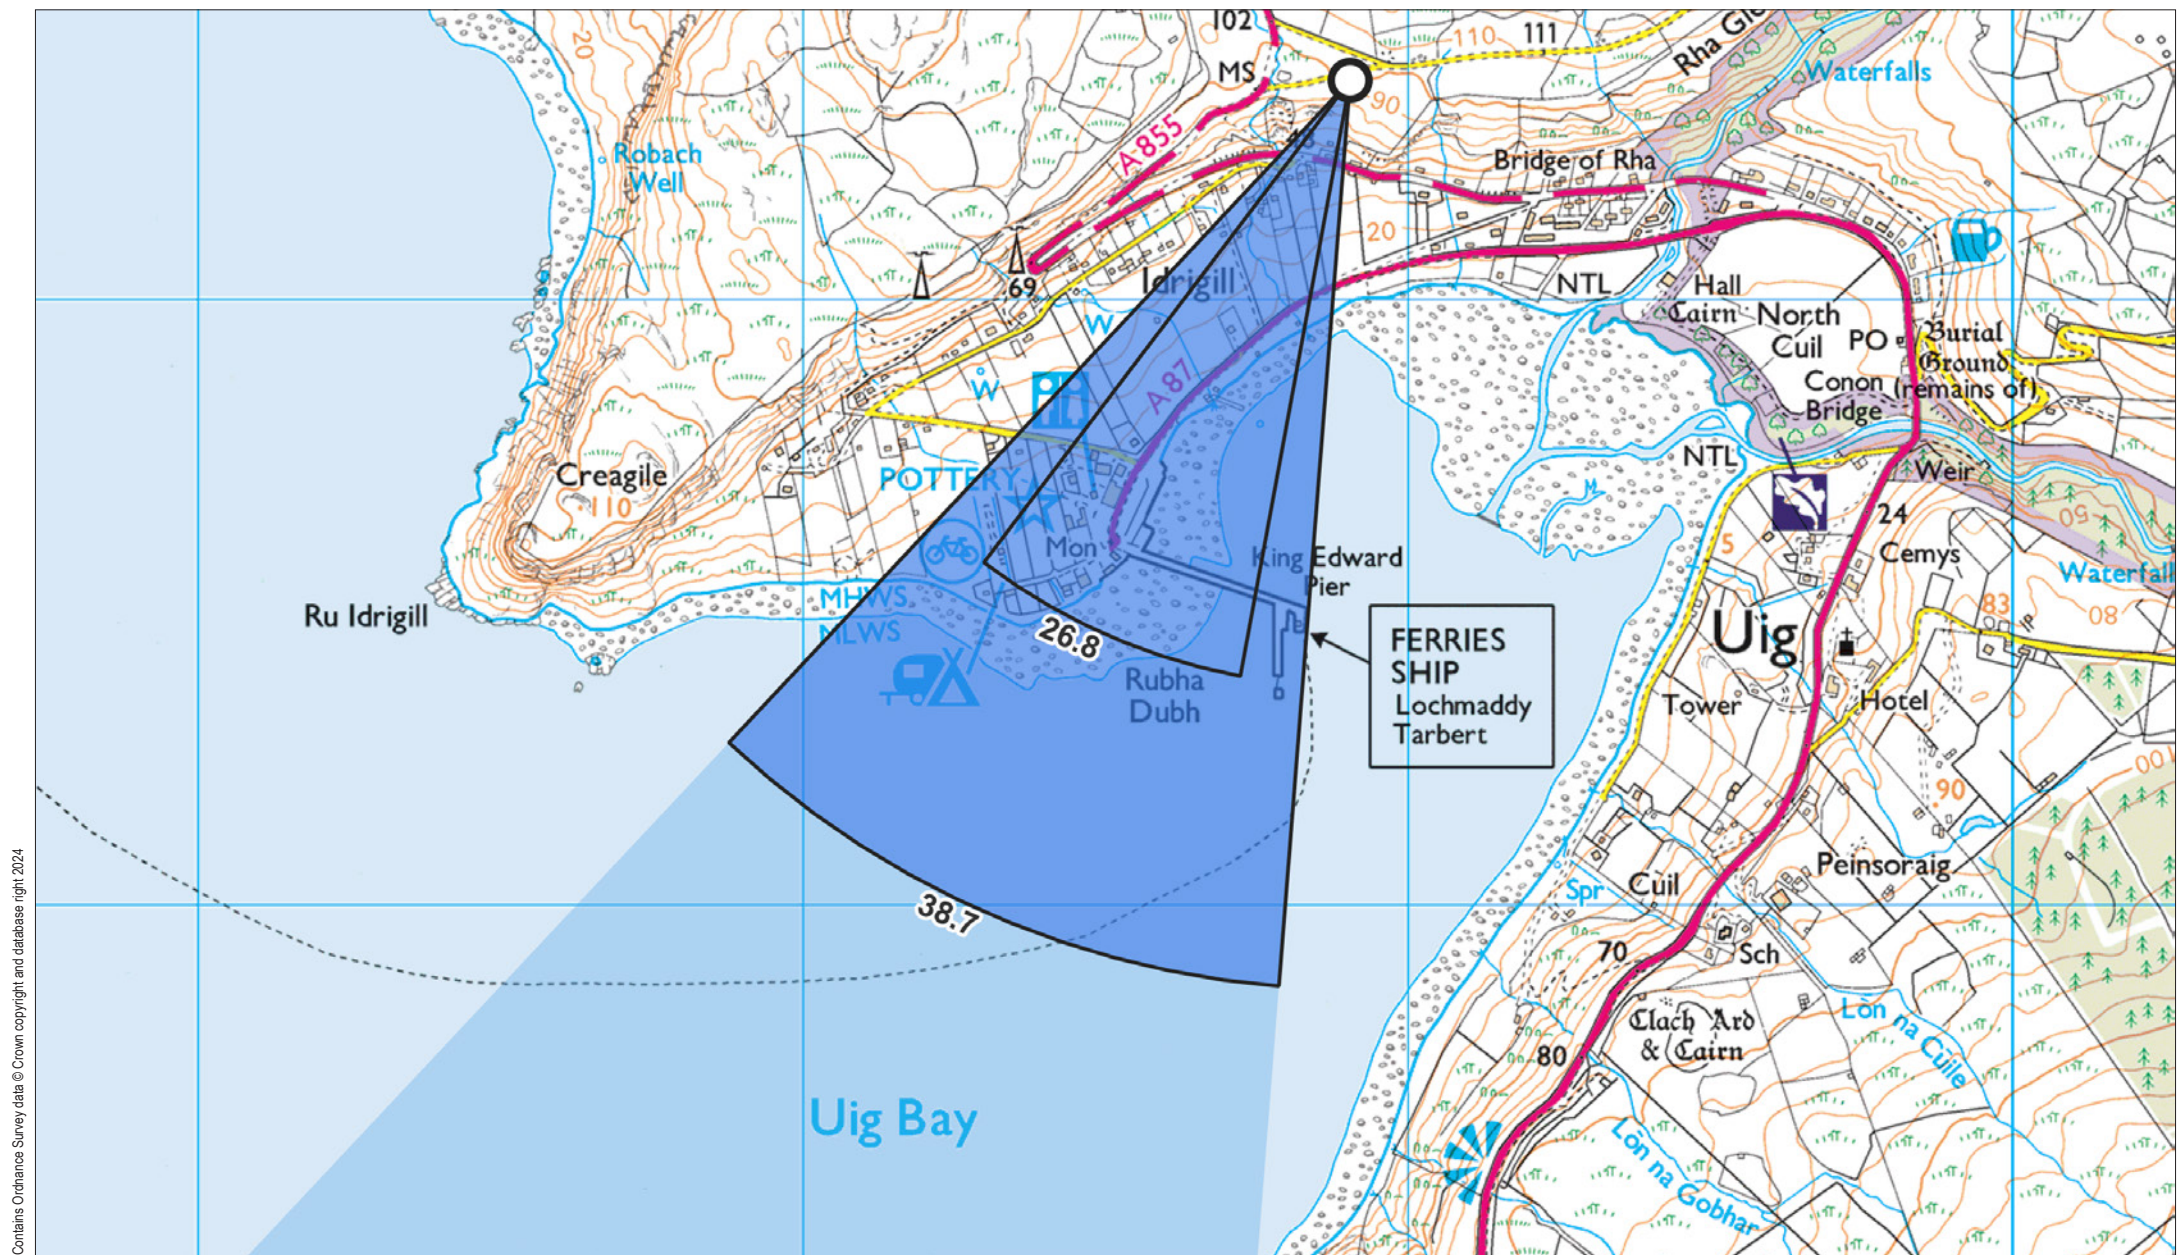 102
20
MS
110
111
Rha Gle
Waterfalls
90
A 855
Robach
Well
Bridge of Rha
20
69
Idrigill
NTL
Hall
Cairn
North
Cuil
PO
Burial
Ground
(remains of)
Conon
Bridge
W
W
A 87
POTTERY
Creagile
110
NTL
Weir
24
50
5
Mon
King Edward
Pier
Cemys
Waterfall
MHWS
MLWS
Ru Idrigill
26.8
FERRIES
SHIP
Lochmaddy
Tarbert
Uig
83
80
Rubha
Dubh
Tower
Hotel
100
90
Peinsoraig
Spr
Cuil
38.7
70
Sch
Clach Ard
& Cairn
Lòn na Cùile
80
Uig Bay
Lòn na Gobhar
Contains Ordnance Survey data © Crown copyright and database right 2024